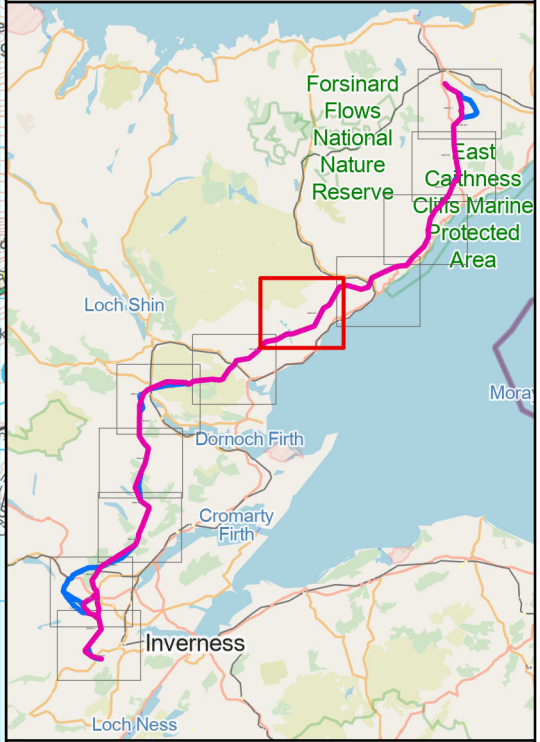 Forsinard
Flows
National
Nature
Reserve
East
Caithness
Cliffs Marine
Protected
Area
Loch Shin
Moray
Dornoch Firth
Cromarty
Firth
Inverness
Loch Ness